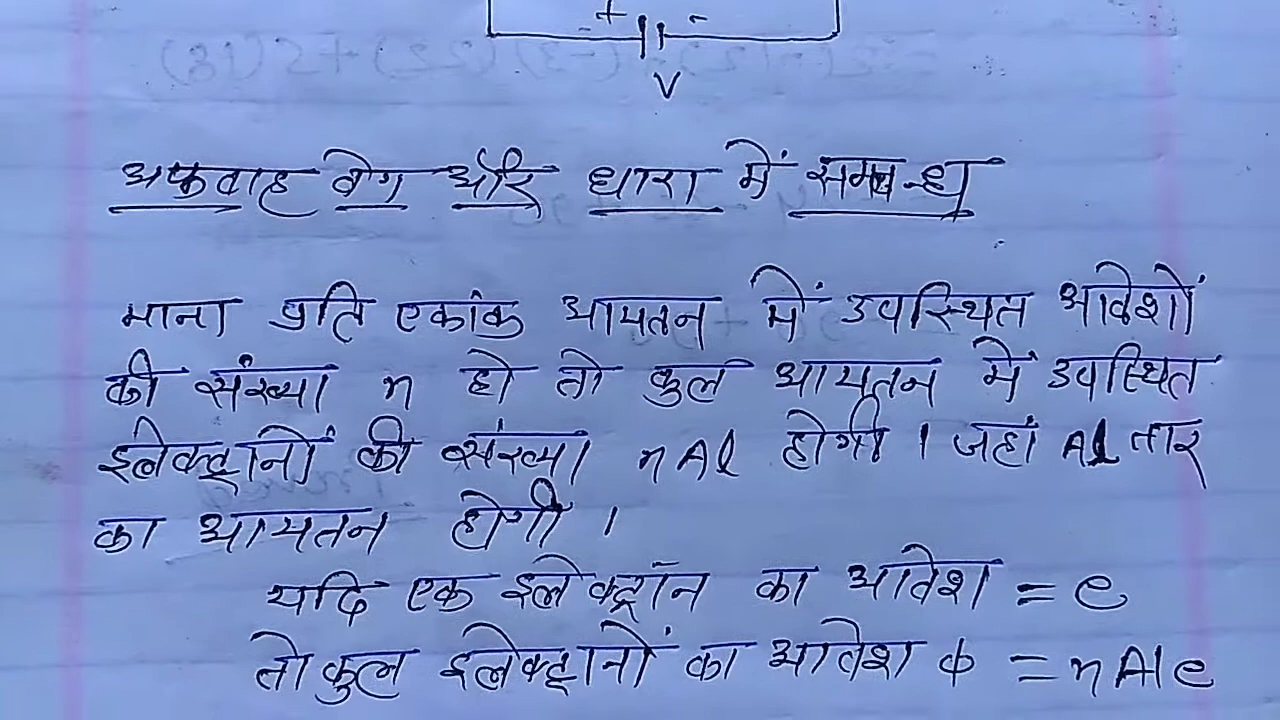 + -
V
अफवाह वेग और धारा में सम्बन्ध
माना प्रति एकांक आयतन में उपस्थित आवेशों
की संख्या n हो तो कुल आयतन में उपस्थित
इलेक्ट्रानों की संख्या nAl होगी । जहां Al तार
का आयतन होगी ।
यदि एक इलेक्ट्रॉन का आवेश = e
तो कुल इलेक्ट्रानों का आवेश = nAle